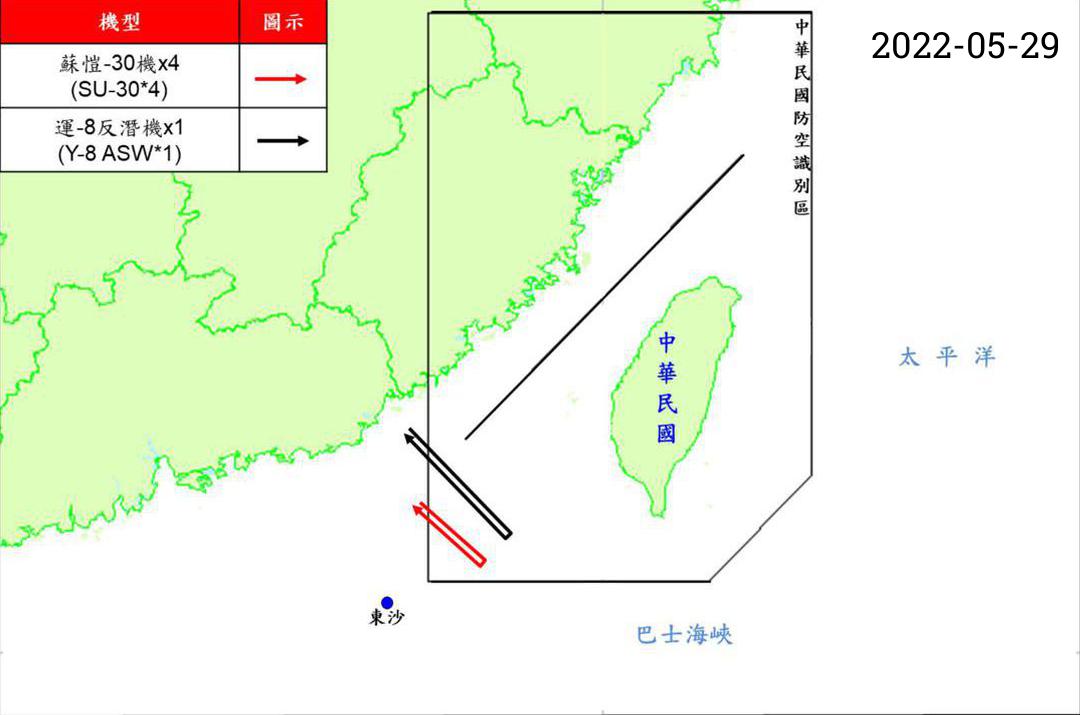 機型
圖示
蘇愷-30機x4
(SU-30*4)
運-8反潛機x1
(Y-8 ASW*1)
2022-05-29
中華民國防空識別區
中華民國
太平洋
東沙
巴士海峽